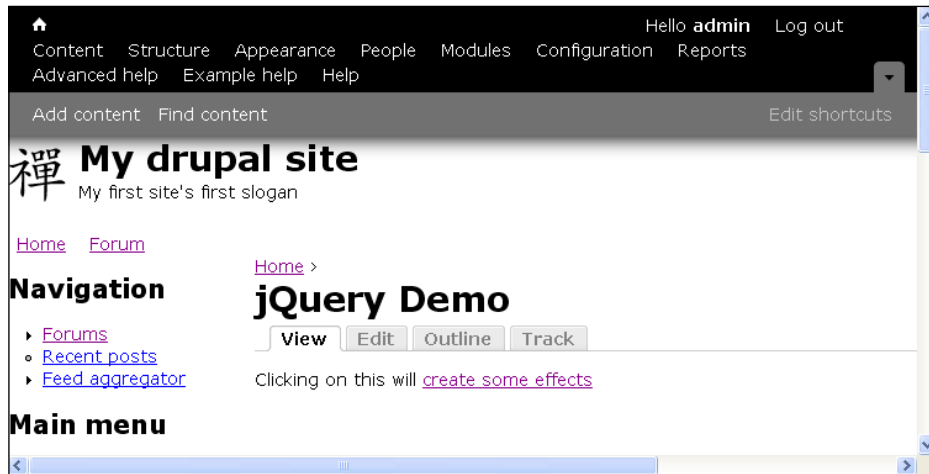 Hello admin Log out
Content Structure Appearance People Modules Configuration Reports
Advanced help Example help Help
Add content Find content Edit shortcuts
禪 My drupal site
My first site's first slogan
Home Forum
Navigation
Forums
Recent posts
Feed aggregator
Main menu
Home >
jQuery Demo
View Edit Outline Track
Clicking on this will create some effects